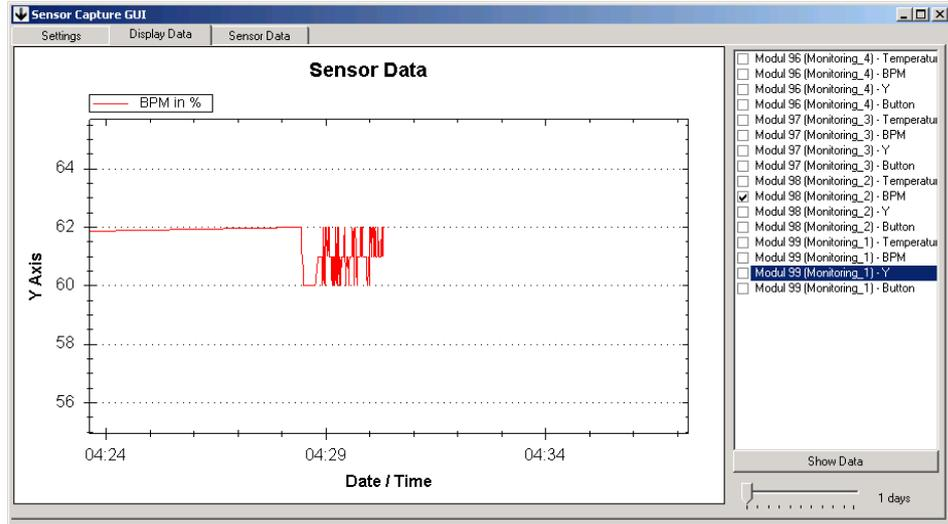 Sensor Capture GUI
Settings
Display Data
Sensor Data
Sensor Data
BPM in %
64
62
60
58
56
Y Axis
04:24
04:29
04:34
Date / Time
Modul 96 (Monitoring_4) - Temperatur
Modul 96 (Monitoring_4) - BPM
Modul 96 (Monitoring_4) - Y
Modul 96 (Monitoring_4) - Button
Modul 97 (Monitoring_3) - Temperatur
Modul 97 (Monitoring_3) - BPM
Modul 97 (Monitoring_3) - Y
Modul 97 (Monitoring_3) - Button
Modul 98 (Monitoring_2) - Temperatur
Modul 98 (Monitoring_2) - BPM
Modul 98 (Monitoring_2) - Y
Modul 98 (Monitoring_2) - Button
Modul 99 (Monitoring_1) - Temperatur
Modul 99 (Monitoring_1) - BPM
Modul 99 (Monitoring_1) - Y
Modul 99 (Monitoring_1) - Button
Show Data
1 days